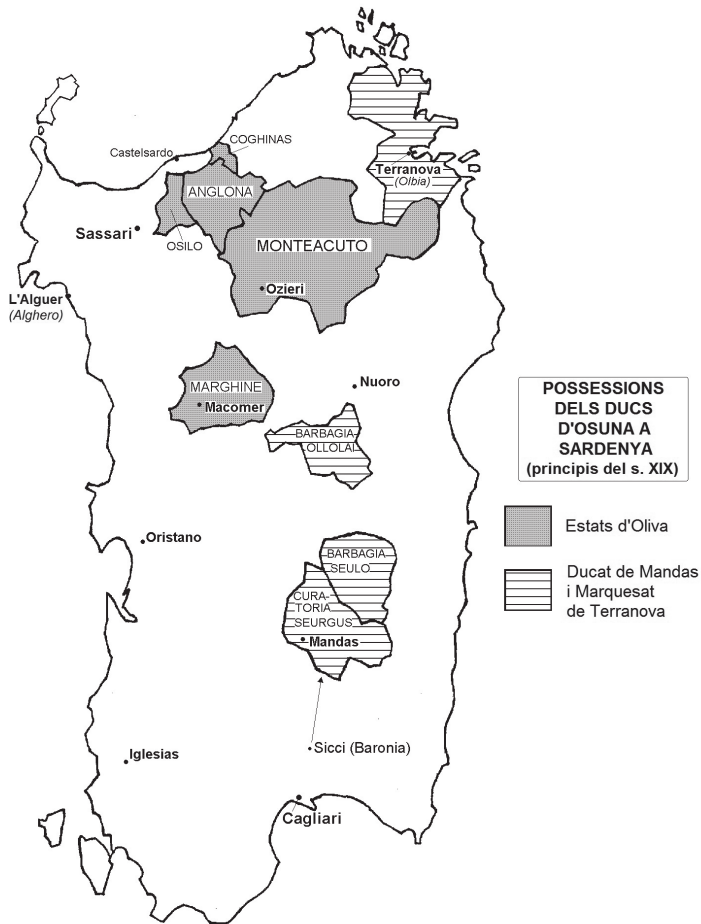 COGHINAS
Castelsardo
Terranova
(Olbia)
ANGLONA
Sassari
OSILO
MONTEACUTO
Ozieri
L'Alguer
(Alghero)
MARGHINE
Macomer
Nuoro
BARBAGIA
OLLOLAI
POSSESSIONS
DELS DUCS
D'OSUNA A
SARDENYA
(principis del s. XIX)
Estats d'Oliva
Ducat de Mandas
i Marquesat
de Terranova
Oristano
BARBAGIA
SEULO
CURA-
TORIA
SEURGUS
Mandas
Sicci (Baronia)
Iglesias
Cagliari